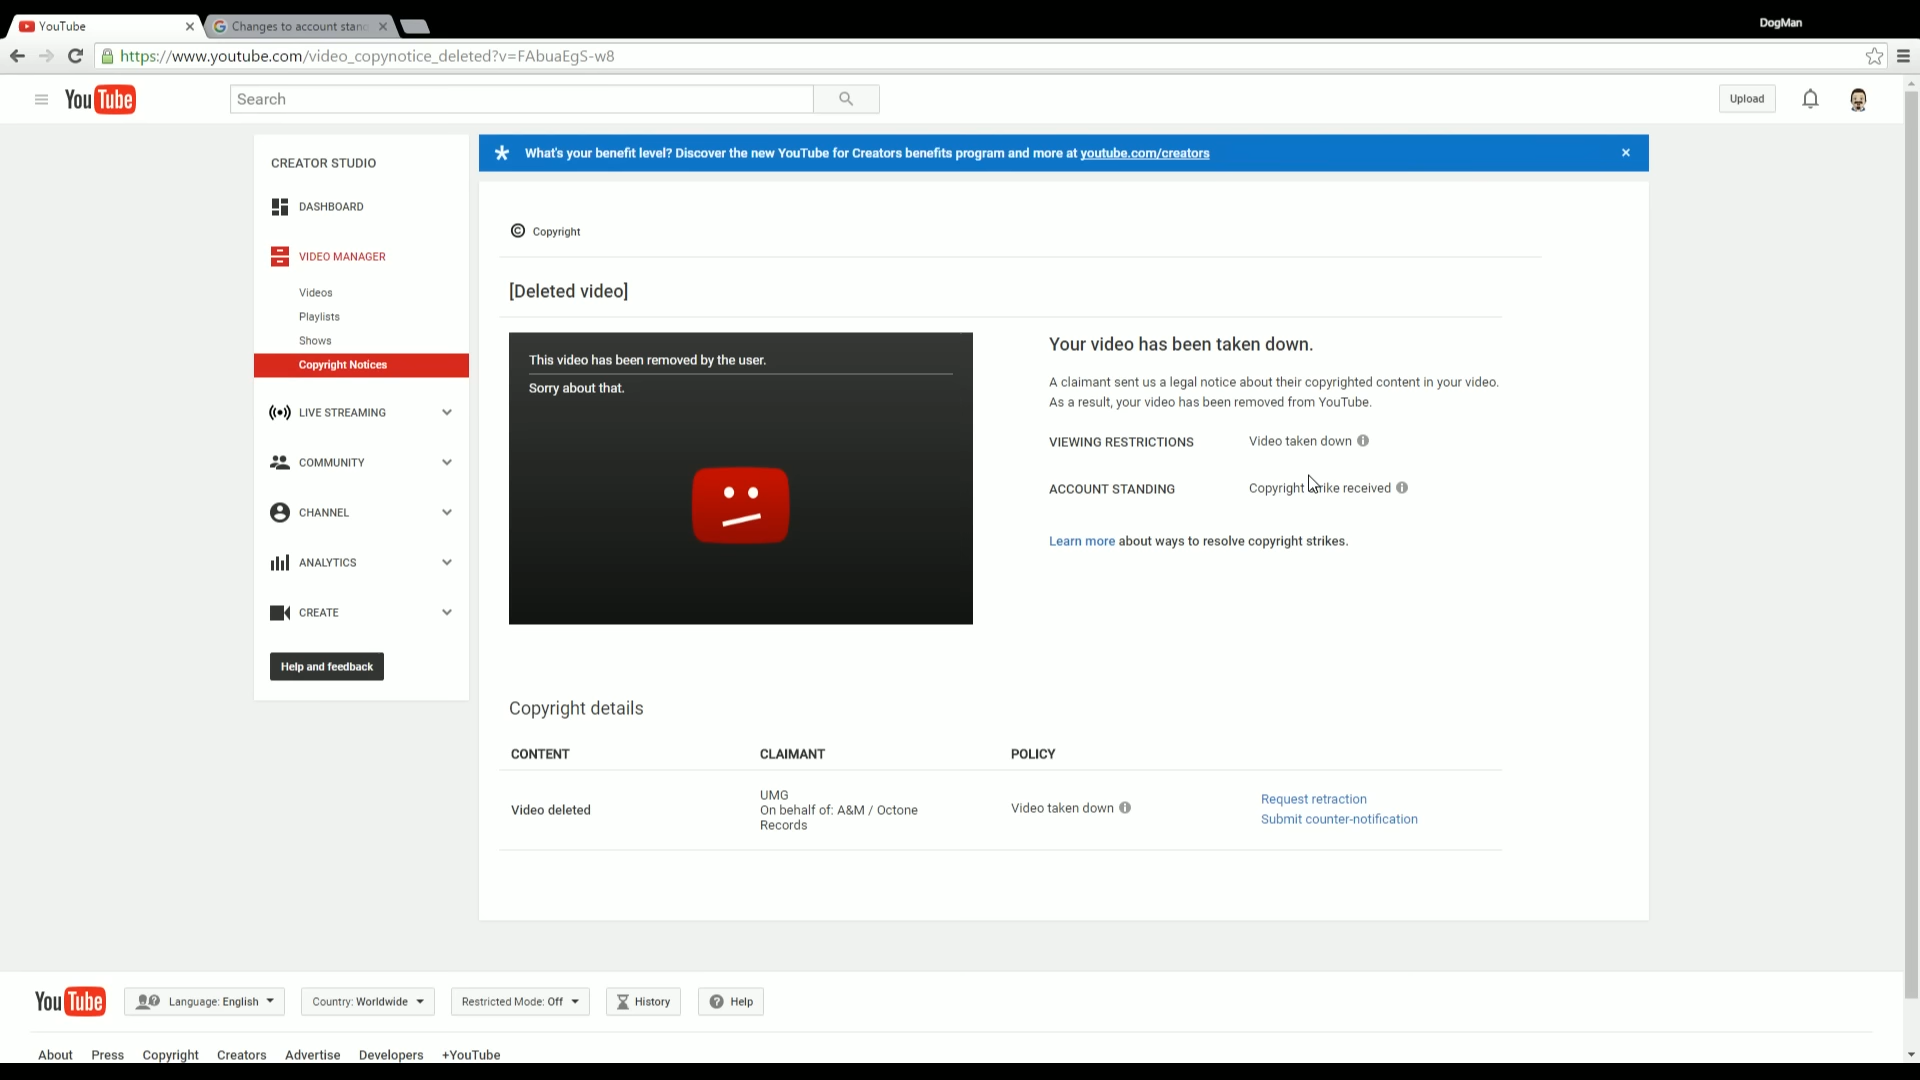 YouTube
Changes to account stand
DogMan
https://www.youtube.com/video_copynotice_deleted?v=FAbuaEgS-w8
YouTube
Search
Upload
CREATOR STUDIO
What's your benefit level? Discover the new YouTube for Creators benefits program and more at youtube.com/creators
DASHBOARD
Copyright
VIDEO MANAGER
[Deleted video]
Videos
Playlists
Shows
Copyright Notices
This video has been removed by the user.
Sorry about that.
Your video has been taken down.
A claimant sent us a legal notice about their copyrighted content in your video.
As a result, your video has been removed from YouTube.
VIEWING RESTRICTIONS
Video taken down
ACCOUNT STANDING
Copyright strike received
Learn more about ways to resolve copyright strikes.
LIVE STREAMING
COMMUNITY
CHANNEL
ANALYTICS
CREATE
Help and feedback
Copyright details
CONTENT
CLAIMANT
POLICY
Video deleted
UMG
On behalf of: A&M / Octone
Records
Video taken down
Request retraction
Submit counter-notification
YouTube
Language: English
Country: Worldwide
Restricted Mode: Off
History
Help
About
Press
Copyright
Creators
Advertise
Developers
+YouTube